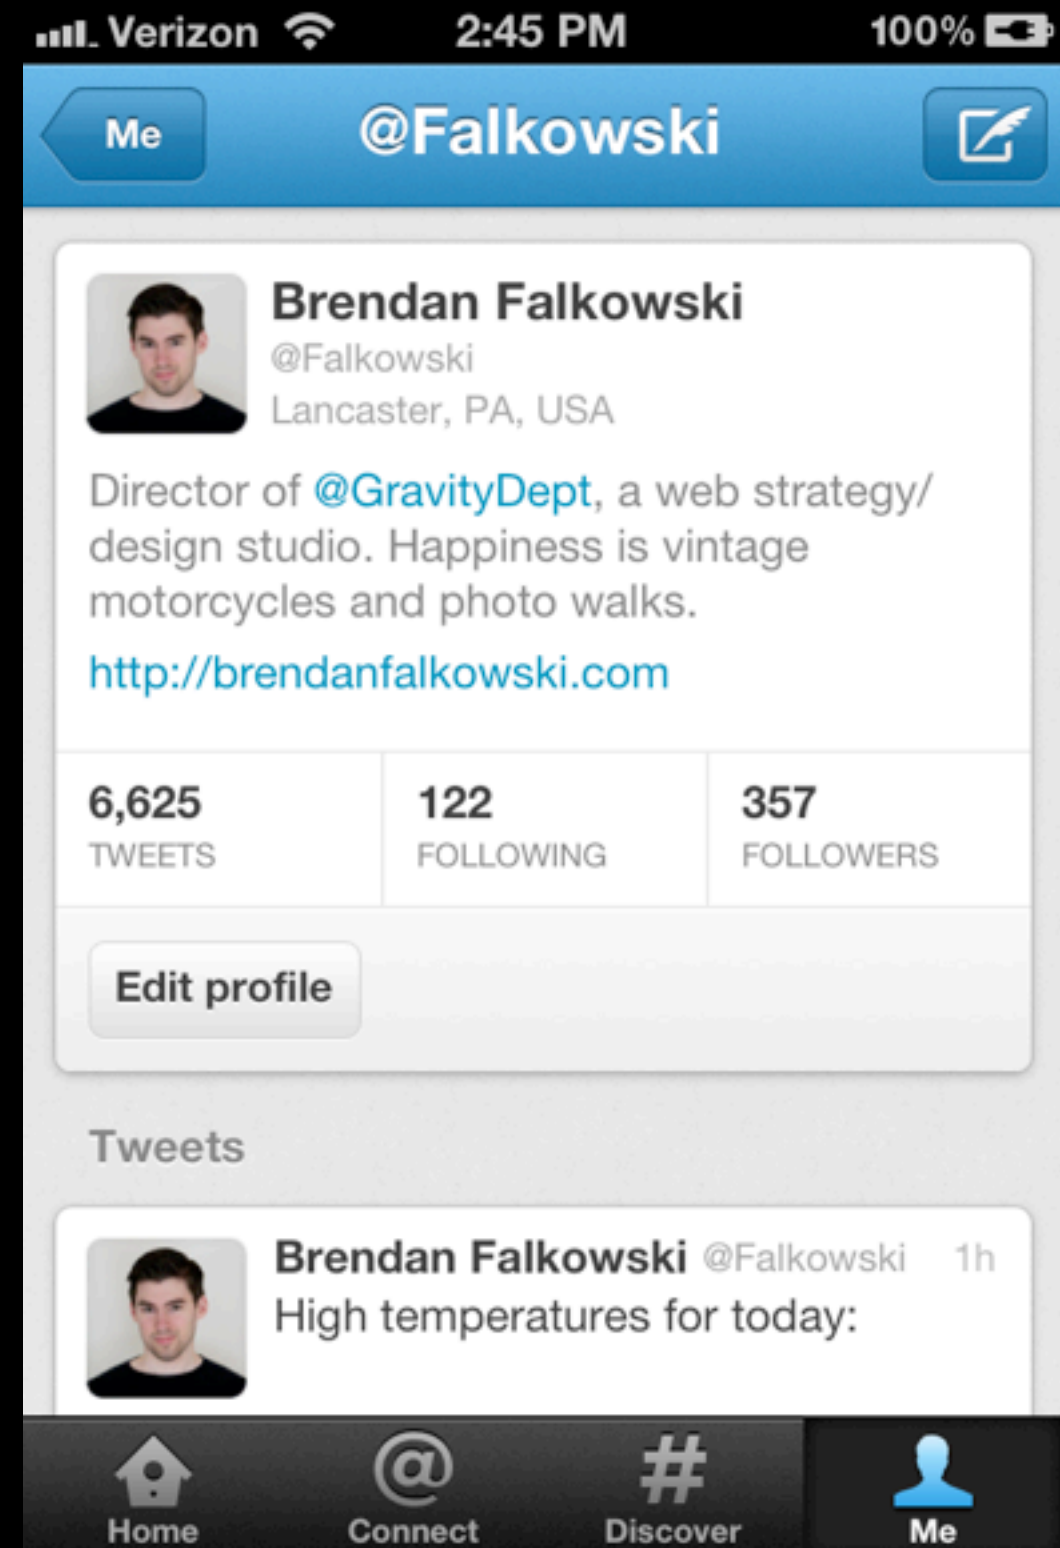 Verizon 2:45 PM 100%
Me @Falkowski
Brendan Falkowski
@Falkowski
Lancaster, PA, USA
Director of @GravityDept, a web strategy/
design studio. Happiness is vintage
motorcycles and photo walks.
http://brendanfalkowski.com
6,625 122 357
TWEETS FOLLOWING FOLLOWERS
Edit profile
Tweets
Brendan Falkowski @Falkowski 1h
High temperatures for today:
Home Connect Discover Me